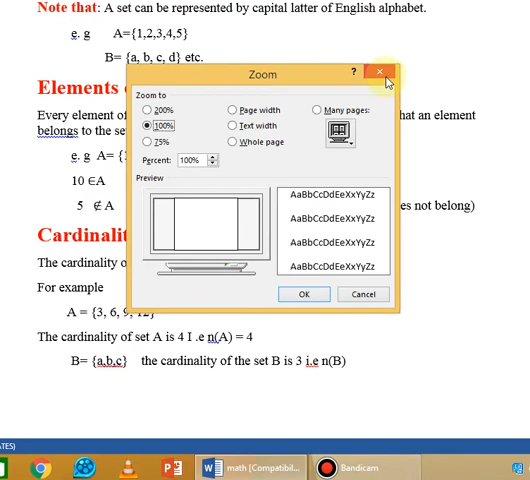 Note that: A set can be represented by capital latter of English alphabet.
e. g A={1,2,3,4,5}
B= {a, b, c, d} etc.
Zoom
?
Elements
Zoom to
200%
Page width
Many pages:
Every element of
hat an element
100%
Text width
belongs to the se
75%
Whole page
e. g A= {
Percent: 100%
Preview
10 ∈A
AaBbCcDdEeXxYyZz
5 ∉ A
es not belong)
AaBbCcDdEeXxYyZz
Cardinalit
AaBbCcDdEeXxYyZz
The cardinality o
AaBbCcDdEeXxYyZz
For example
OK
Cancel
A = {3, 6, 9, 12}
The cardinality of set A is 4 I .e n(A) = 4
B= {a,b,c} the cardinality of the set B is 3 i.e n(B)
ATES)
math [Compatibil...
Bandicam